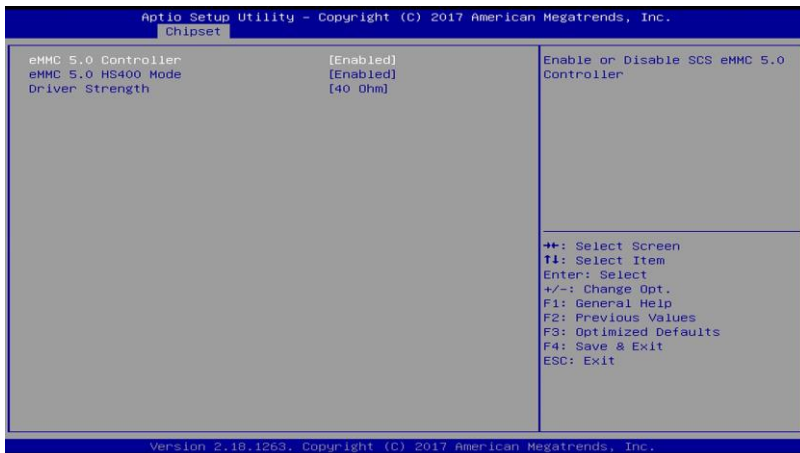 Aptio Setup Utility – Copyright (C) 2017 American Megatrends, Inc.
Chipset
eMMC 5.0 Controller [Enabled]
eMMC 5.0 HS400 Mode [Enabled]
Driver Strength [40 Ohm]
Enable or Disable SCS eMMC 5.0
Controller
→←: Select Screen
↑↓: Select Item
Enter: Select
+/-: Change Opt.
F1: General Help
F2: Previous Values
F3: Optimized Defaults
F4: Save & Exit
ESC: Exit
Version 2.18.1263. Copyright (C) 2017 American Megatrends, Inc.